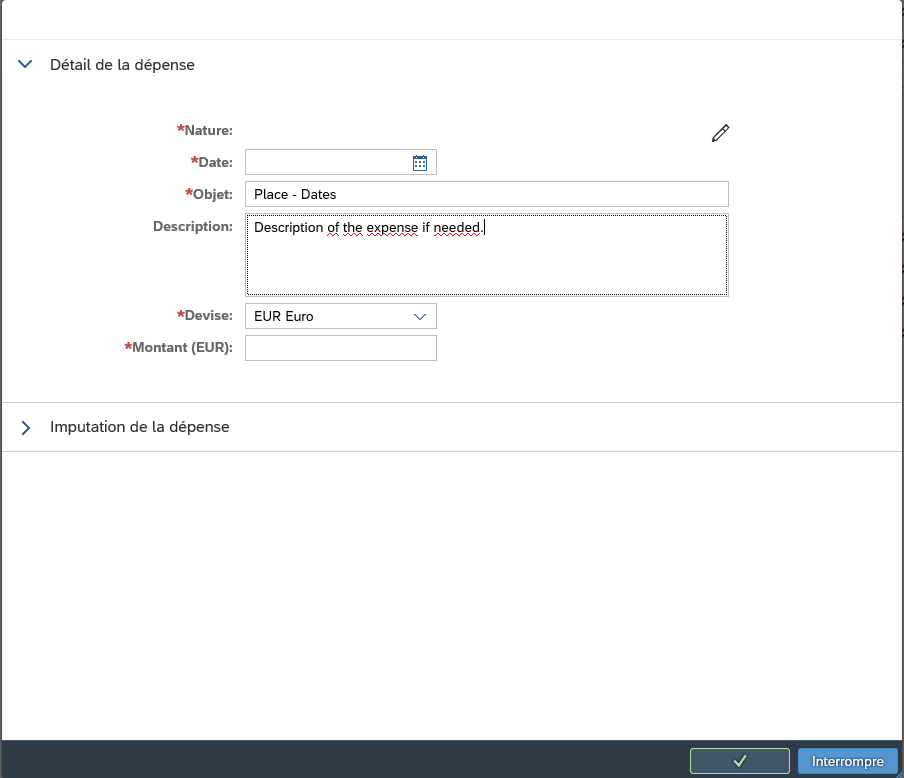 Détail de la dépense
*Nature:
*Date:
*Objet: Place - Dates
Description: Description of the expense if needed.
*Devise: EUR Euro
*Montant (EUR):
Imputation de la dépense
Interrompre